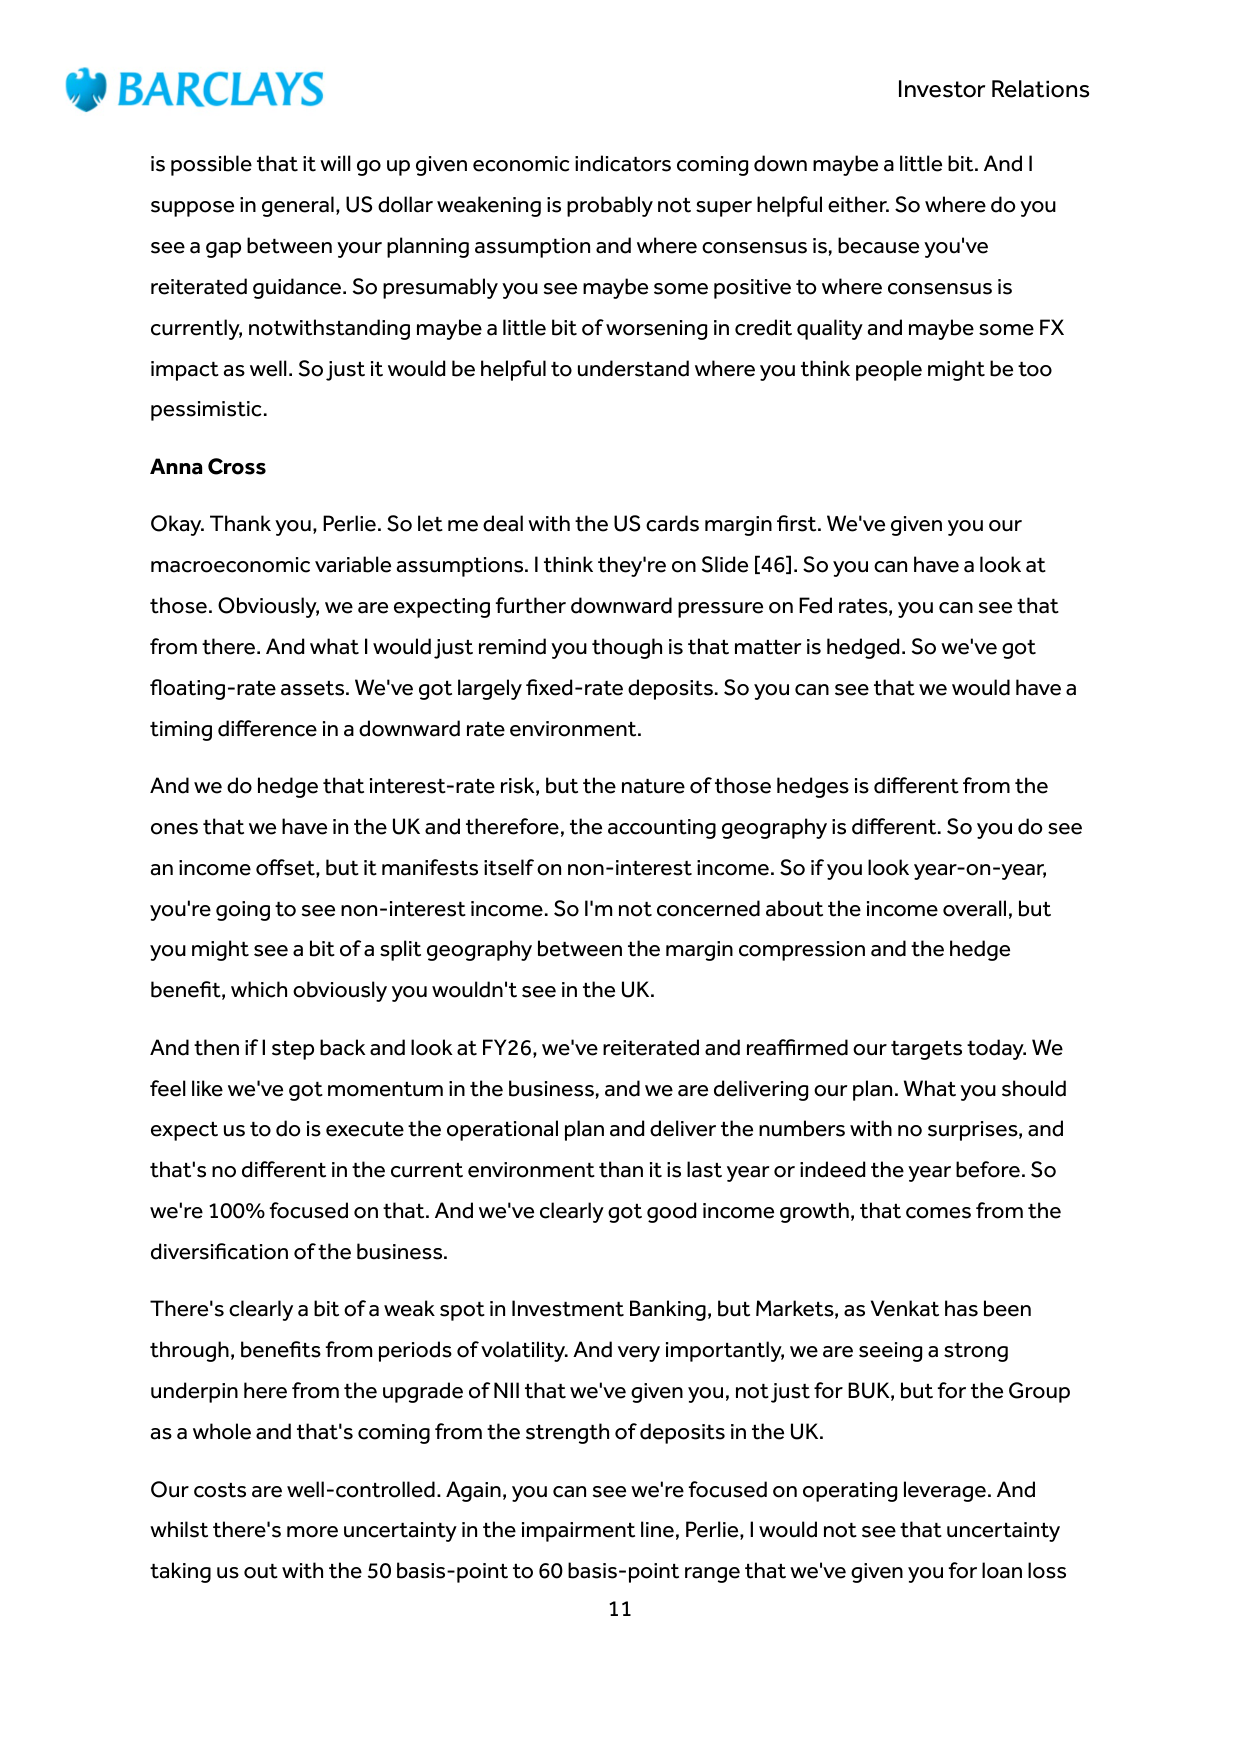 BARCLAYS
Investor Relations
is possible that it will go up given economic indicators coming down maybe a little bit. And I
suppose in general, US dollar weakening is probably not super helpful either. So where do you
see a gap between your planning assumption and where consensus is, because you've
reiterated guidance. So presumably you see maybe some positive to where consensus is
currently, notwithstanding maybe a little bit of worsening in credit quality and maybe some FX
impact as well. So just it would be helpful to understand where you think people might be too
pessimistic.
Anna Cross
Okay. Thank you, Perlie. So let me deal with the US cards margin first. We've given you our
macroeconomic variable assumptions. I think they're on Slide [46]. So you can have a look at
those. Obviously, we are expecting further downward pressure on Fed rates, you can see that
from there. And what I would just remind you though is that matter is hedged. So we've got
floating-rate assets. We've got largely fixed-rate deposits. So you can see that we would have a
timing difference in a downward rate environment.
And we do hedge that interest-rate risk, but the nature of those hedges is different from the
ones that we have in the UK and therefore, the accounting geography is different. So you do see
an income offset, but it manifests itself on non-interest income. So if you look year-on-year,
you're going to see non-interest income. So I'm not concerned about the income overall, but
you might see a bit of a split geography between the margin compression and the hedge
benefit, which obviously you wouldn't see in the UK.
And then if I step back and look at FY26, we've reiterated and reaffirmed our targets today. We
feel like we've got momentum in the business, and we are delivering our plan. What you should
expect us to do is execute the operational plan and deliver the numbers with no surprises, and
that's no different in the current environment than it is last year or indeed the year before. So
we're 100% focused on that. And we've clearly got good income growth, that comes from the
diversification of the business.
There's clearly a bit of a weak spot in Investment Banking, but Markets, as Venkat has been
through, benefits from periods of volatility. And very importantly, we are seeing a strong
underpin here from the upgrade of NII that we've given you, not just for BUK, but for the Group
as a whole and that's coming from the strength of deposits in the UK.
Our costs are well-controlled. Again, you can see we're focused on operating leverage. And
whilst there's more uncertainty in the impairment line, Perlie, I would not see that uncertainty
taking us out with the 50 basis-point to 60 basis-point range that we've given you for loan loss
11